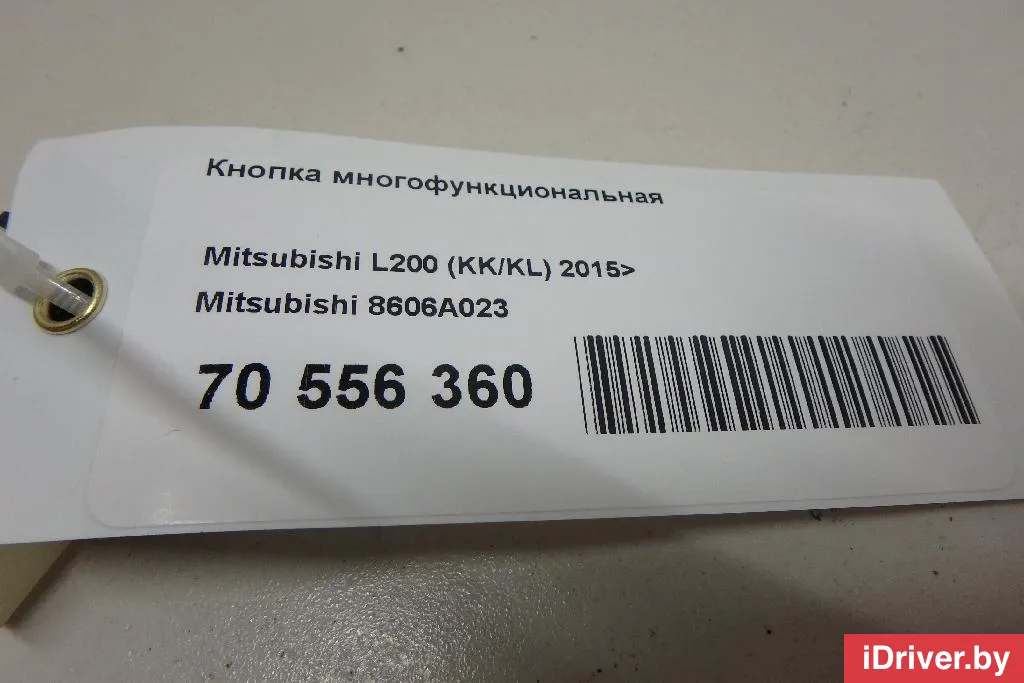 Кнопка многофункциональная
Mitsubishi L200 (KK/KL) 2015>
Mitsubishi 8606A023
70 556 360
iDriver.by